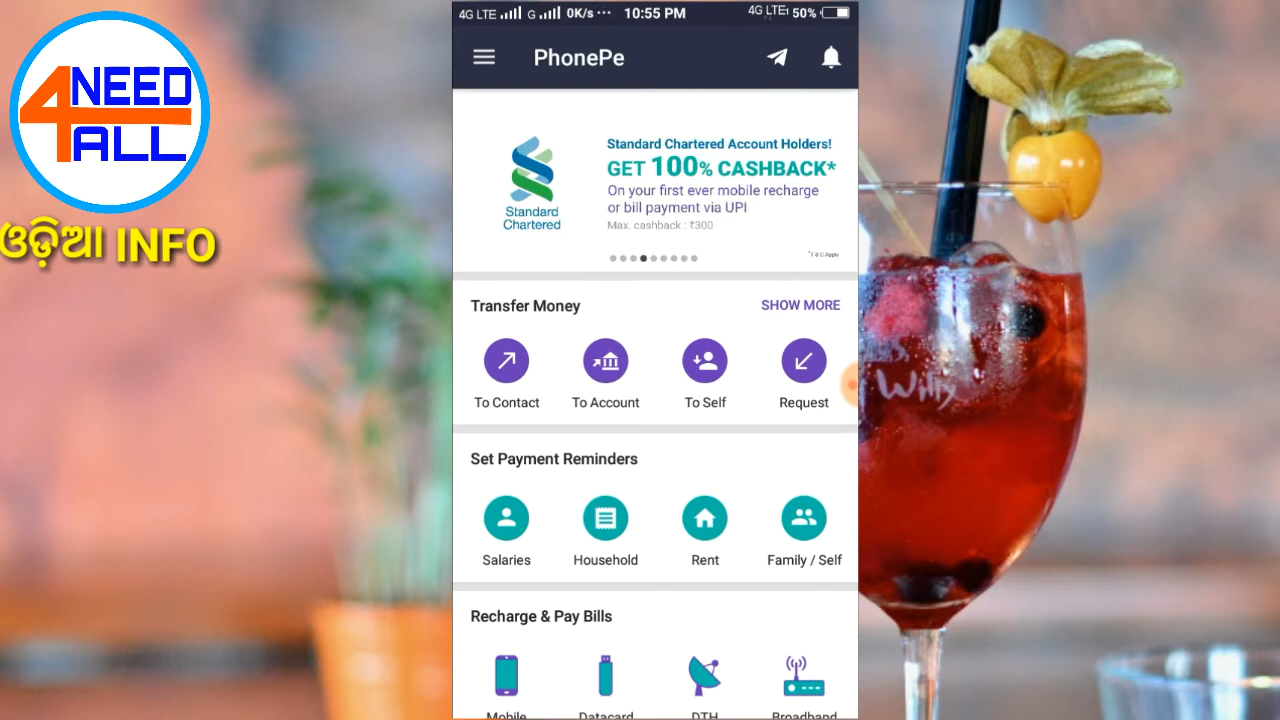 4 NEED
ALL
ଓଡ଼ିଆ INFO
4G LTE G 0K/s ··· 10:55 PM 4G LTE 50%
PhonePe
Standard
Chartered
Standard Chartered Account Holders!
GET 100% CASHBACK*
On your first ever mobile recharge
or bill payment via UPI
Max. cashback : ₹300
*T & C Apply
Transfer Money SHOW MORE
To Contact To Account To Self Request
Set Payment Reminders
Salaries Household Rent Family / Self
Recharge & Pay Bills
Mobile Datacard DTH Broadband